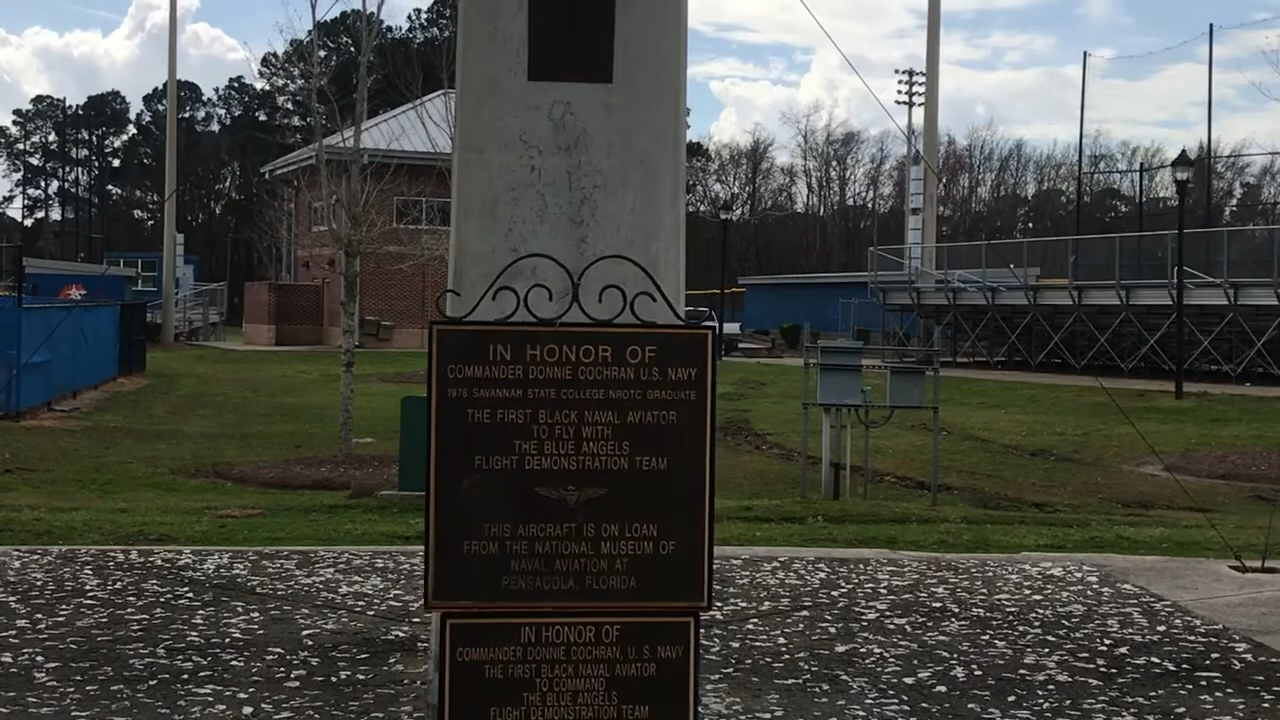 IN HONOR OF
COMMANDER DONNIE COCHRAN U.S. NAVY
1976 SAVANNAH STATE COLLEGE/NROTC GRADUATE
THE FIRST BLACK NAVAL AVIATOR
TO FLY WITH
THE BLUE ANGELS
FLIGHT DEMONSTRATION TEAM
THIS AIRCRAFT IS ON LOAN
FROM THE NATIONAL MUSEUM OF
NAVAL AVIATION AT
PENSACOLA, FLORIDA
IN HONOR OF
COMMANDER DONNIE COCHRAN, U. S. NAVY
THE FIRST BLACK NAVAL AVIATOR
TO COMMAND
THE BLUE ANGELS
FLIGHT DEMONSTRATION TEAM